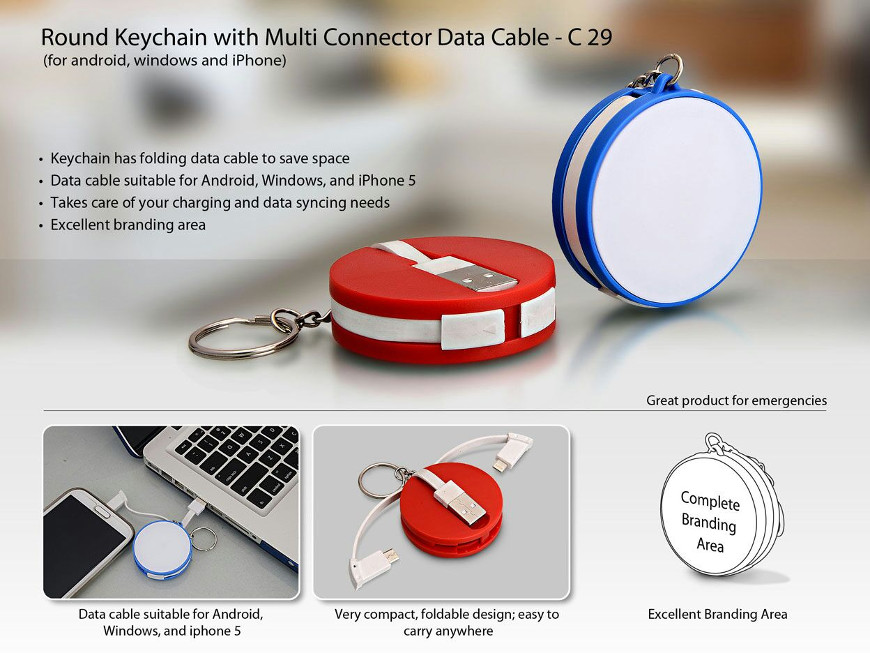 Round Keychain with Multi Connector Data Cable - C 29
(for android, windows and iPhone)
• Keychain has folding data cable to save space
• Data cable suitable for Android, Windows, and iPhone 5
• Takes care of your charging and data syncing needs
• Excellent branding area
Great product for emergencies
Data cable suitable for Android,
Windows, and iphone 5
Very compact, foldable design; easy to
carry anywhere
Complete
Branding
Area
Excellent Branding Area